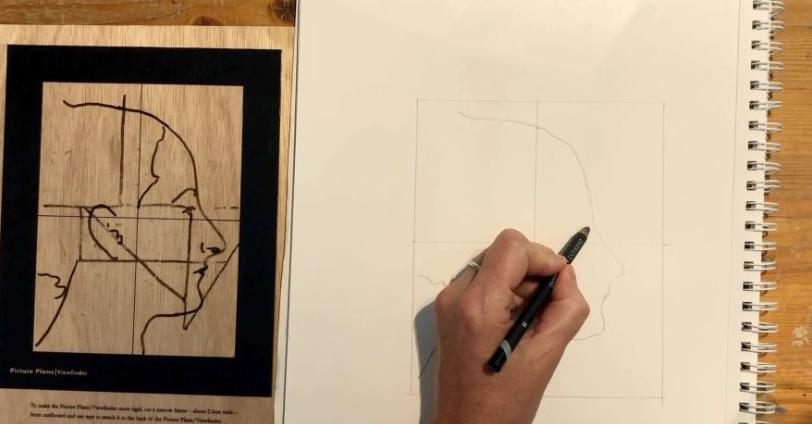 Picture Plane|Viewfinder
To make the Picture Plane/Viewfinder more rigid, cut a narrow frame – about 2.5cm wide –
from cardboard and use tape to attach it to the back of the Picture Plane/Viewfinder